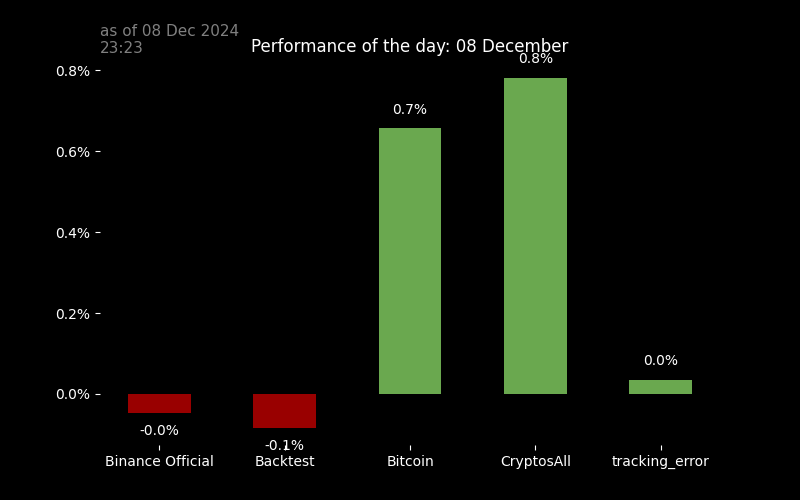 as of 08 Dec 2024
23:23
Performance of the day: 08 December
0.8%
0.8%
0.7%
0.6%
0.4%
0.2%
0.0%
0.0%
-0.0%
-0.1%
Binance Official
Backtest
Bitcoin
CryptosAll
tracking_error